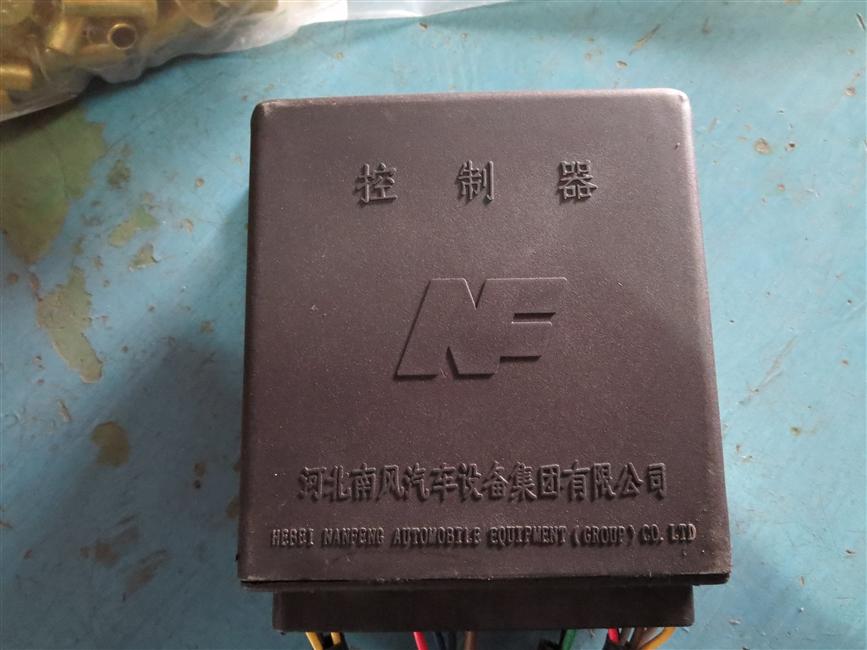 控制器
NF
河北南风汽车设备集团有限公司
HEBEI NANFENG AUTOMOBILE EQUIPMENT (GROUP) CO. LTD